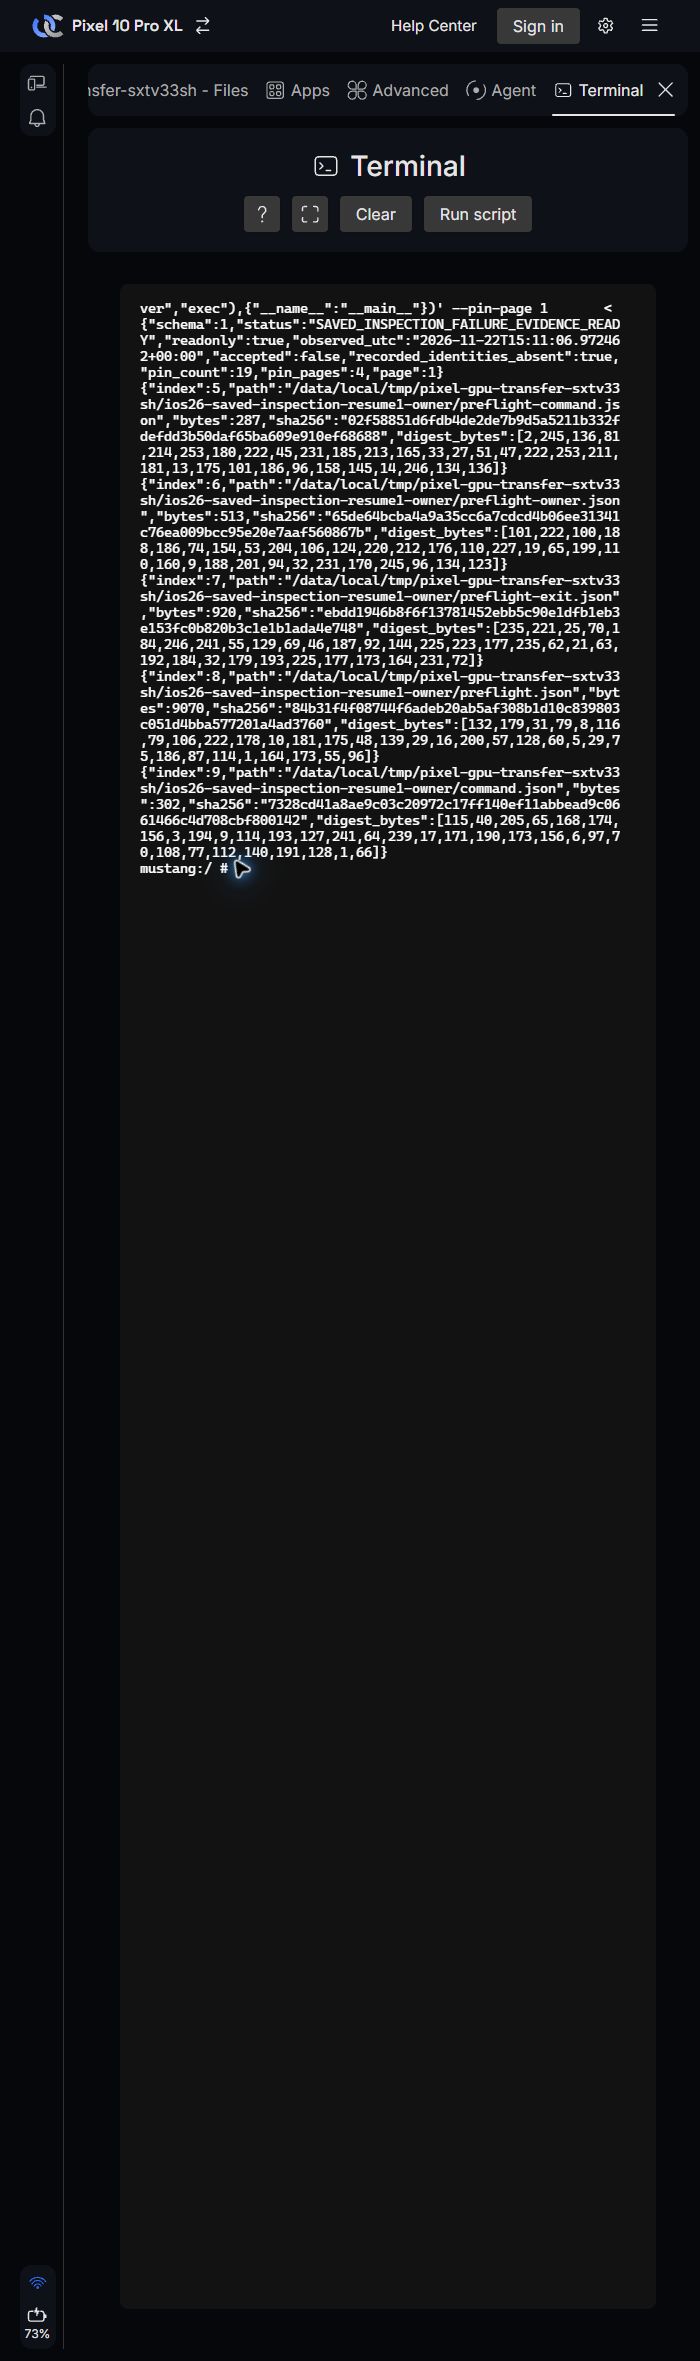 Pixel 10 Pro XL
Help Center
Sign in
nsfer-sxtv33sh - Files
Apps
Advanced
Agent
Terminal
Terminal
?
Clear
Run script
ver","exec"),{"__name__":"__main__"})' --pin-page 1       <
{"schema":1,"status":"SAVED_INSPECTION_FAILURE_EVIDENCE_READ
Y","readonly":true,"observed_utc":"2026-11-22T15:11:06.97246
2+00:00","accepted":false,"recorded_identities_absent":true,
"pin_count":19,"pin_pages":4,"page":1}
{"index":5,"path":"/data/local/tmp/pixel-gpu-transfer-sxtv33
sh/ios26-saved-inspection-resume1-owner/preflight-command.js
on","bytes":287,"sha256":"02f58851d6fdb4de2de7b9d5a5211b332f
defdd3b50daf65ba609e910ef68688","digest_bytes":[2,245,136,81
,214,253,180,222,45,231,185,213,165,33,27,51,47,222,253,211,
181,13,175,101,186,96,158,145,14,246,134,136]}
{"index":6,"path":"/data/local/tmp/pixel-gpu-transfer-sxtv33
sh/ios26-saved-inspection-resume1-owner/preflight-owner.json
","bytes":513,"sha256":"65de64bcba4a9a35cc6a7cdcd4b06ee31341
c76ea009bcc95e20e7aaf560867b","digest_bytes":[101,222,100,18
8,186,74,154,53,204,106,124,220,212,176,110,227,19,65,199,11
0,160,9,188,201,94,32,231,170,245,96,134,123]}
{"index":7,"path":"/data/local/tmp/pixel-gpu-transfer-sxtv33
sh/ios26-saved-inspection-resume1-owner/preflight-exit.json"
,"bytes":920,"sha256":"ebdd1946b8f6f13781452ebb5c90e1dfb1eb3
e153fc0b820b3c1e1b1ada4e748","digest_bytes":[235,221,25,70,1
84,246,241,55,129,69,46,187,92,144,225,223,177,235,62,21,63,
192,184,32,179,193,225,177,173,164,231,72]}
{"index":8,"path":"/data/local/tmp/pixel-gpu-transfer-sxtv33
sh/ios26-saved-inspection-resume1-owner/preflight.json","byt
es":9070,"sha256":"84b31f4f08744f6adeb20ab5af308b1d10c839803
c051d4bba577201a4ad3760","digest_bytes":[132,179,31,79,8,116
,79,106,222,178,10,181,175,48,139,29,16,200,57,128,60,5,29,7
5,186,87,114,1,164,173,55,96]}
{"index":9,"path":"/data/local/tmp/pixel-gpu-transfer-sxtv33
sh/ios26-saved-inspection-resume1-owner/command.json","bytes
":302,"sha256":"7328cd41a8ae9c03c20972c17ff140ef11abbead9c06
61466c4d708cbf800142","digest_bytes":[115,40,205,65,168,174,
156,3,194,9,114,193,127,241,64,239,17,171,190,173,156,6,97,7
0,108,77,112,140,191,128,1,66]}
mustang:/ #
73%